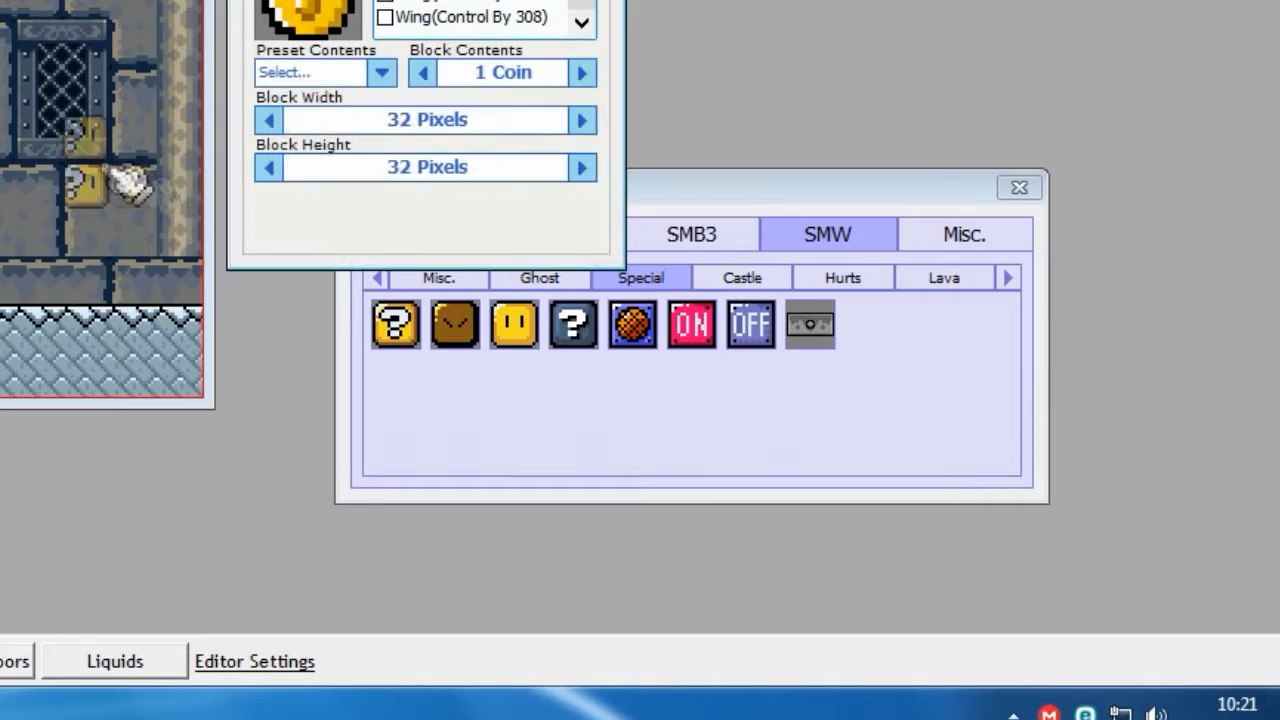 Wing(Control By 308)
Preset Contents
Block Contents
Select...
1 Coin
Block Width
32 Pixels
Block Height
32 Pixels
SMB3
SMW
Misc.
Misc.
Ghost
Special
Castle
Hurts
Lava
?
?
ON
OFF
oors
Liquids
Editor Settings
10:21